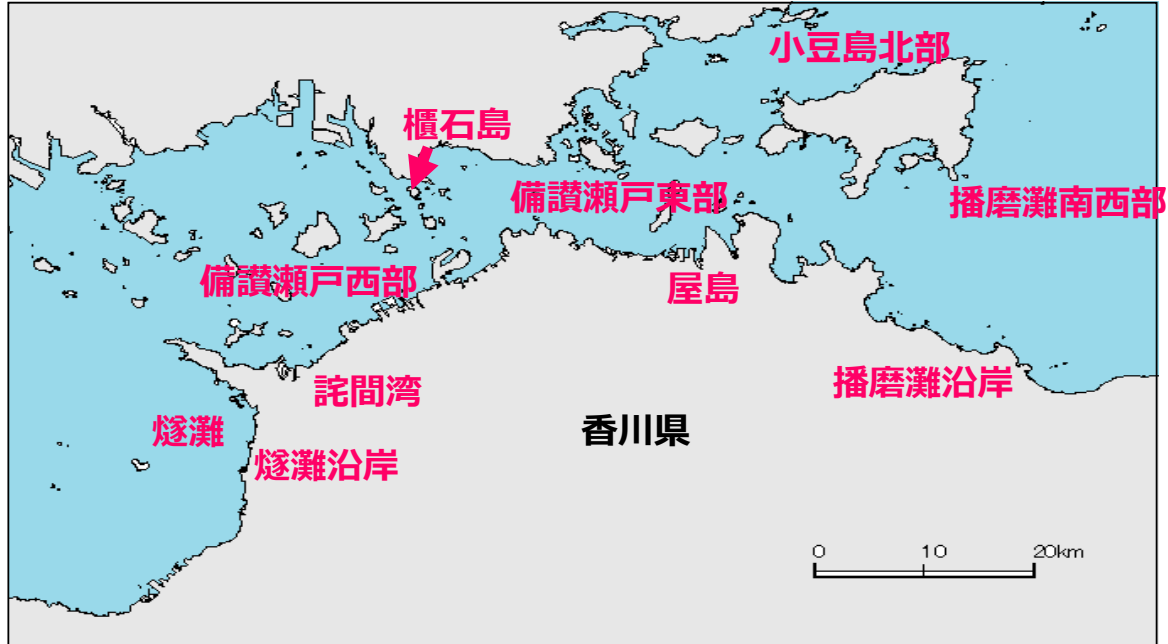 小豆島北部
櫃石島
備讃瀬戸東部
播磨灘南西部
備讃瀬戸西部
屋島
詫間湾
播磨灘沿岸
燧灘
香川県
燧灘沿岸
0 10 20km